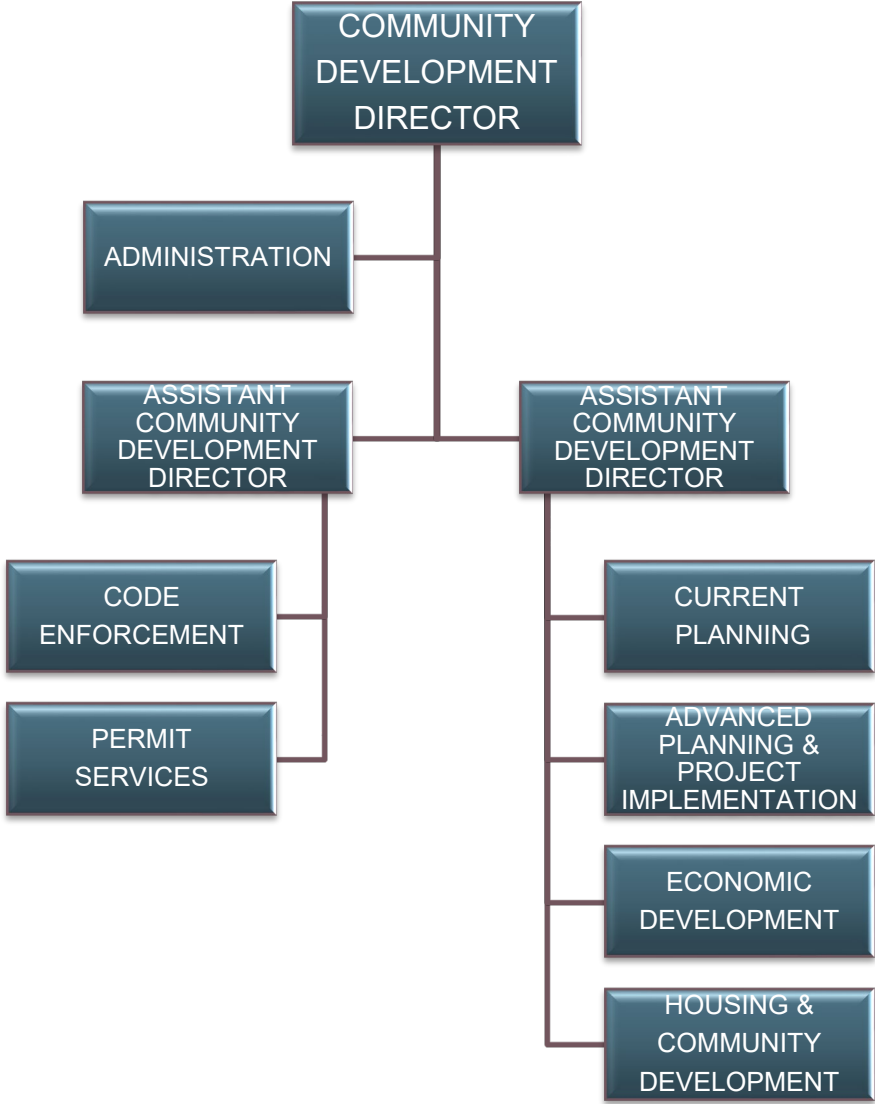 COMMUNITY
DEVELOPMENT
DIRECTOR
ADMINISTRATION
ASSISTANT
COMMUNITY
DEVELOPMENT
DIRECTOR
ASSISTANT
COMMUNITY
DEVELOPMENT
DIRECTOR
CODE
ENFORCEMENT
PERMIT
SERVICES
CURRENT
PLANNING
ADVANCED
PLANNING &
PROJECT
IMPLEMENTATION
ECONOMIC
DEVELOPMENT
HOUSING &
COMMUNITY
DEVELOPMENT